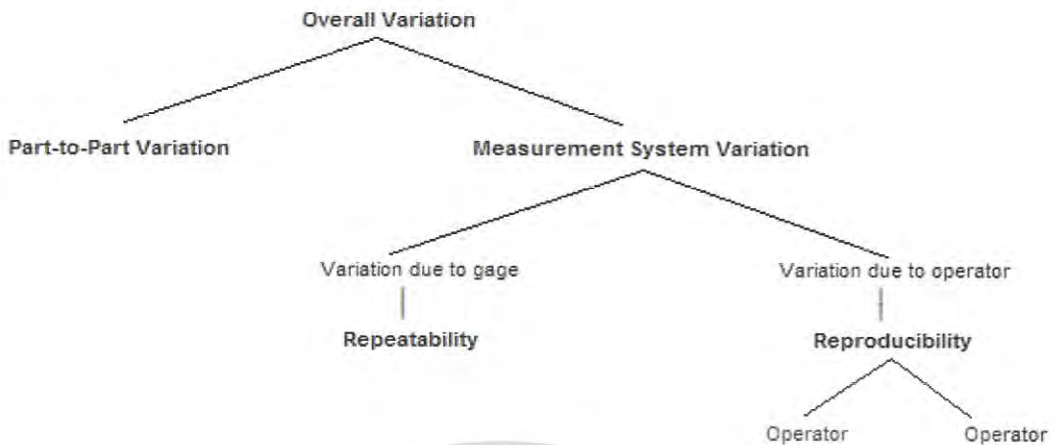 Overall Variation
Part-to-Part Variation
Measurement System Variation
Variation due to gage
Variation due to operator
Repeatability
Reproducibility
Operator
Operator